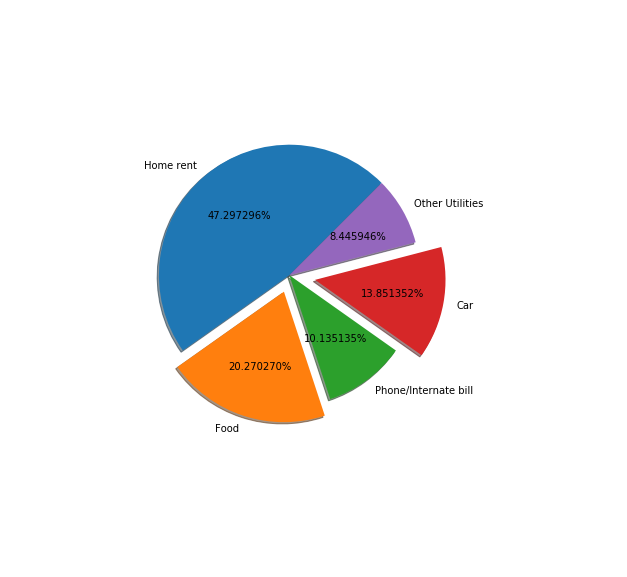 Home rent
47.297296%
Other Utilities
8.445946%
13.851352%
Car
10.135135%
20.270270%
Phone/Internate bill
Food